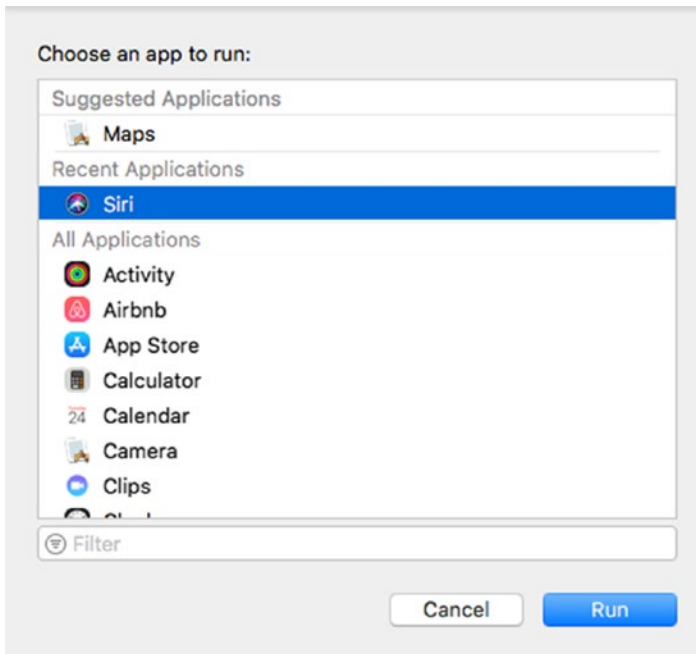 Choose an app to run:
Suggested Applications
Maps
Recent Applications
Siri
All Applications
Activity
Airbnb
App Store
Calculator
24 Calendar
Camera
Clips
Filter
Cancel Run